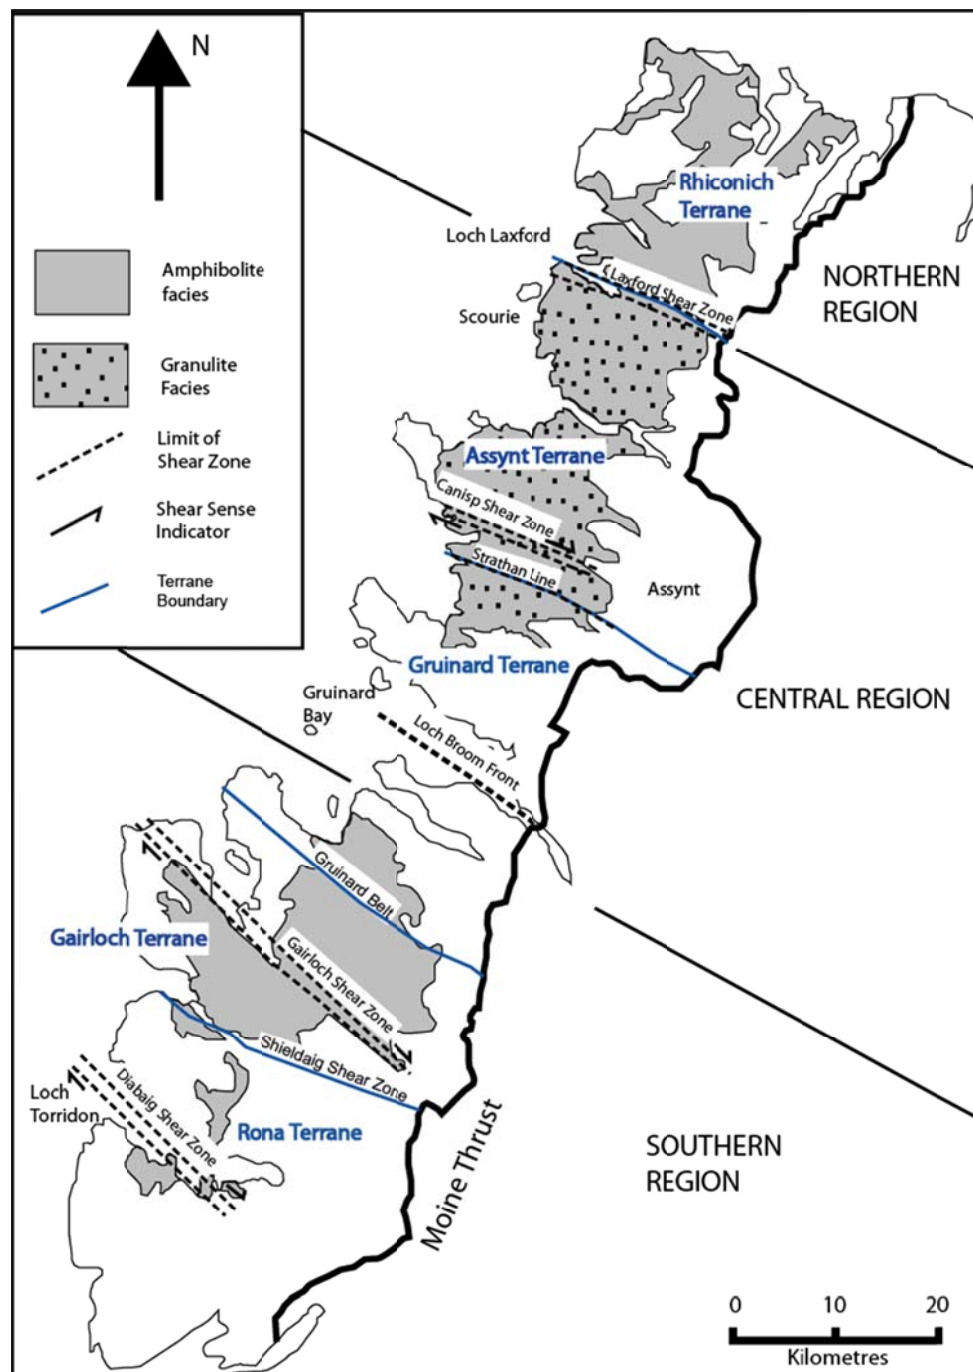 N
Amphibolite
facies
Granulite
Facies
Limit of
Shear Zone
Shear Sense
Indicator
Terrane
Boundary
Rhiconich
Terrane
Loch Laxford
Laxford Shear Zone
NORTHERN
REGION
Scourie
Assynt Terrane
Canisp Shear Zone
Strathan Line
Assynt
Gruinard Terrane
Gruinard
Bay
CENTRAL REGION
Loch Broom Front
Gruinard Belt
Gairloch Terrane
Gairloch Shear Zone
Shieldaig Shear Zone
Loch
Torridon
Diabaig Shear Zone
Rona Terrane
Moine Thrust
SOUTHERN
REGION
0 10 20
Kilometres